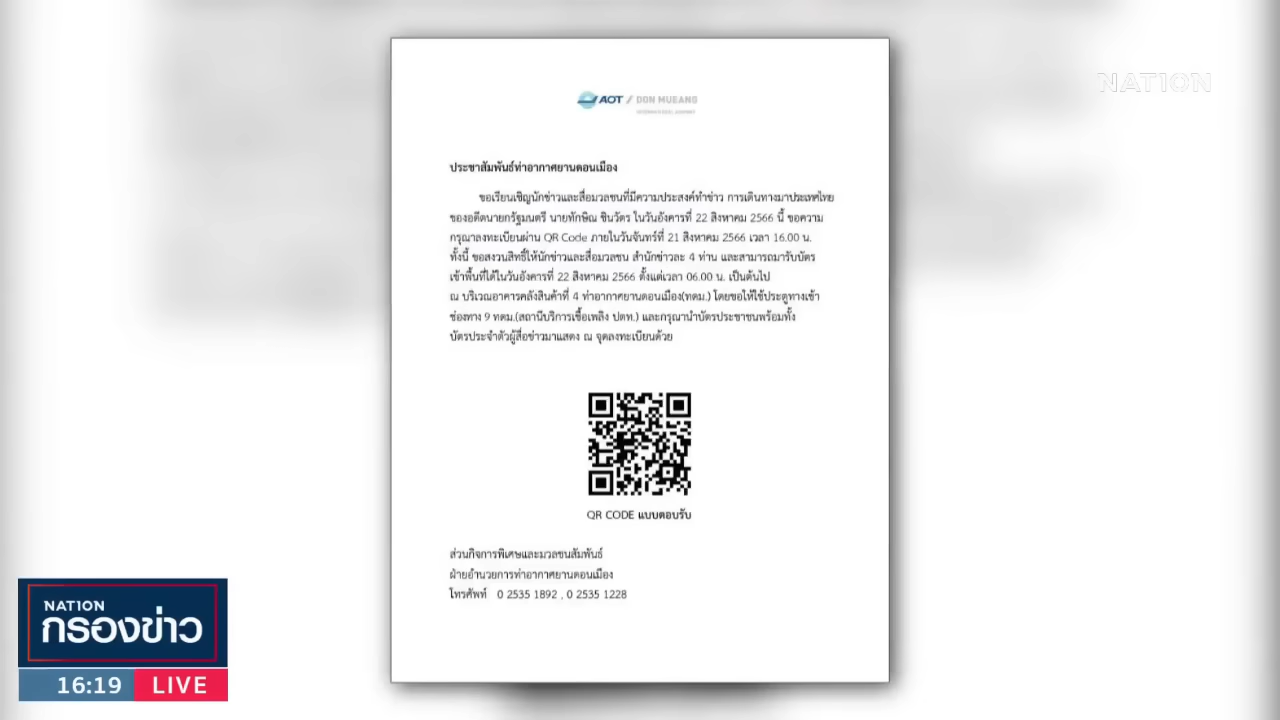 NATION
AOT / DON MUEANG
INTERNATIONAL AIRPORT
ประชาสัมพันธ์ท่าอากาศยานดอนเมือง
ขอเรียนเชิญนักข่าวและสื่อมวลชนที่มีความประสงค์ทำข่าว การเดินทางมาประเทศไทย
ของอดีตนายกรัฐมนตรี นายทักษิณ ชินวัตร ในวันอังคารที่ 22 สิงหาคม 2566 นี้ ขอความ
กรุณาลงทะเบียนผ่าน QR Code ภายในวันจันทร์ที่ 21 สิงหาคม 2566 เวลา 16.00 น.
ทั้งนี้ ขอสงวนสิทธิ์ให้นักข่าวและสื่อมวลชน สำนักข่าวละ 4 ท่าน และสามารถมารับบัตร
เข้าพื้นที่ได้ในวันอังคารที่ 22 สิงหาคม 2566 ตั้งแต่เวลา 06.00 น. เป็นต้นไป
ณ บริเวณอาคารคลังสินค้าที่ 4 ท่าอากาศยานดอนเมือง(ทดม.) โดยขอให้ใช้ประตูทางเข้า
ช่องทาง 9 ทดม.(สถานีบริการเชื้อเพลิง ปตท.) และกรุณานำบัตรประชาชนพร้อมทั้ง
บัตรประจำตัวผู้สื่อข่าวมาแสดง ณ จุดลงทะเบียนด้วย
QR CODE แบบตอบรับ
ส่วนกิจการพิเศษและมวลชนสัมพันธ์
ฝ่ายอำนวยการท่าอากาศยานดอนเมือง
โทรศัพท์ 0 2535 1892 , 0 2535 1228
NATION
กรองข่าว
16:19 LIVE